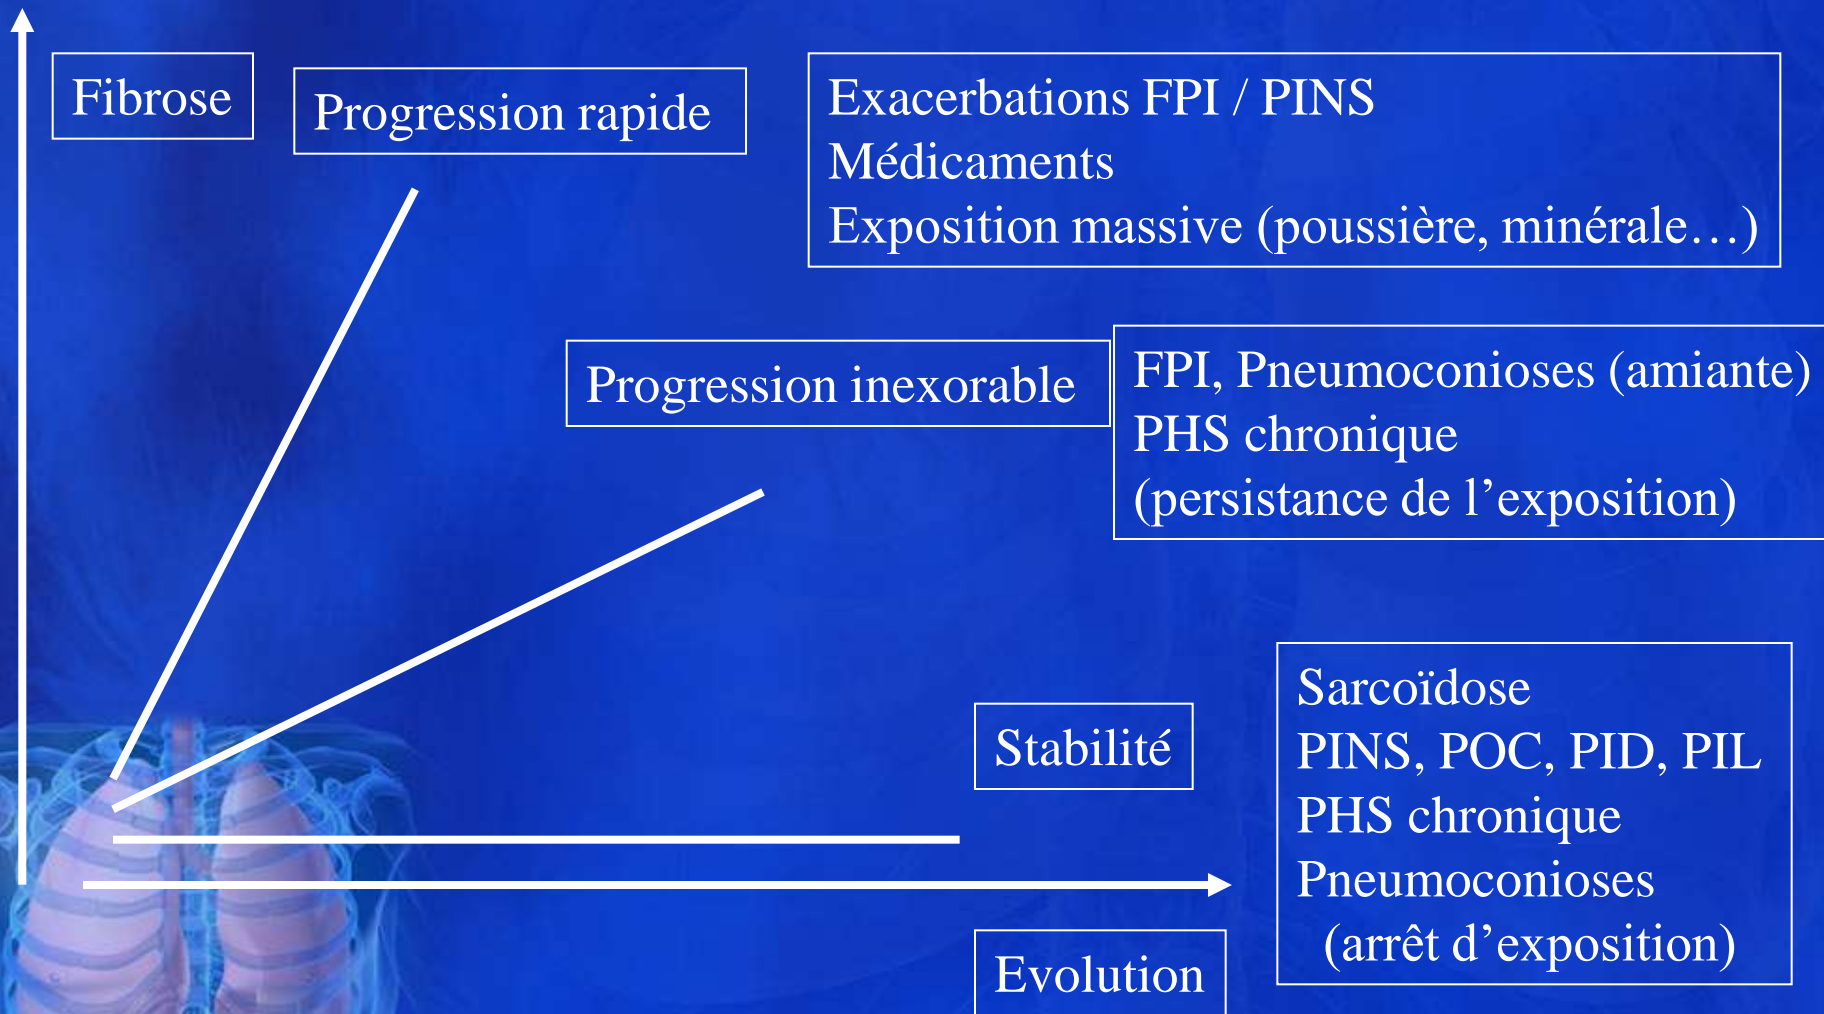 Fibrose
Progression rapide
Exacerbations FPI / PINS
Médicaments
Exposition massive (poussière, minérale…)
Progression inexorable
FPI, Pneumoconioses (amiante)
PHS chronique
(persistance de l’exposition)
Stabilité
Sarcoïdose
PINS, POC, PID, PIL
PHS chronique
Pneumoconioses
(arrêt d’exposition)
Evolution